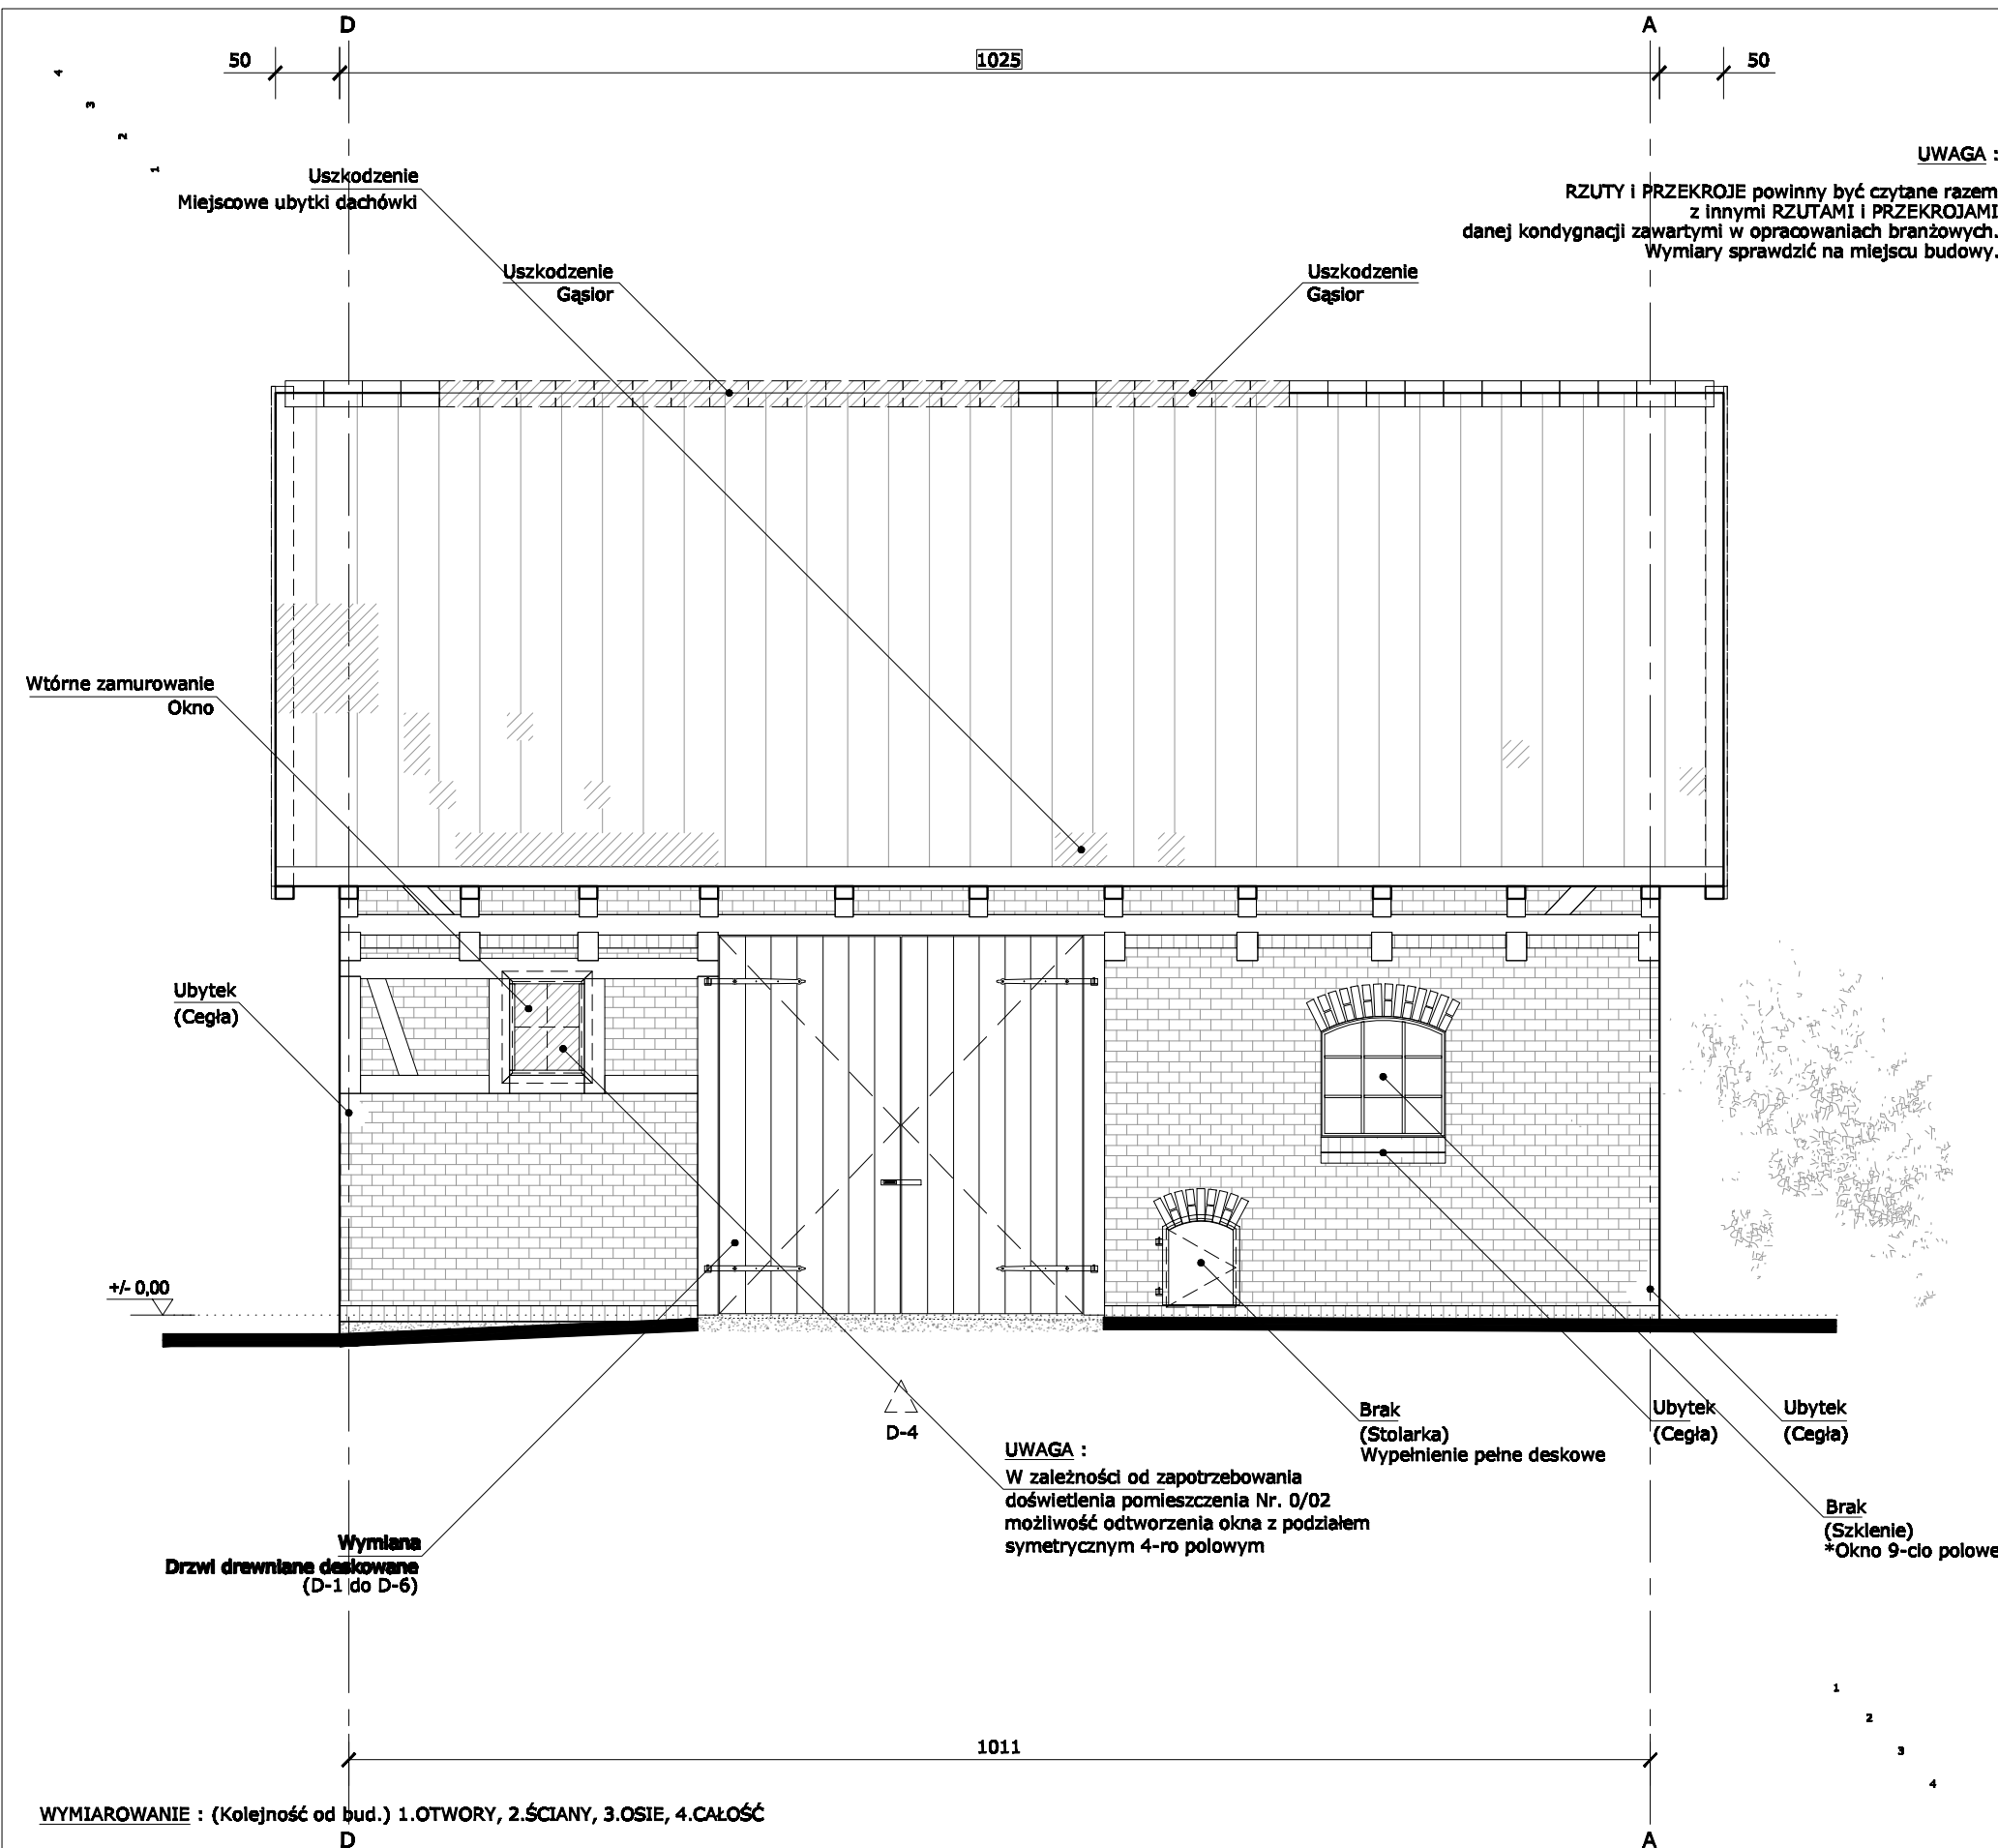 D
A
50
1025
50
4
3
2
1
UWAGA :
RZUTY i PRZEKROJE powinny być czytane razem
z innymi RZUTAMI i PRZEKROJAMI
danej kondygnacji zawartymi w opracowaniach branżowych.
Wymiary sprawdzić na miejscu budowy.
Uszkodzenie
Miejscowe ubytki dachówki
Uszkodzenie
Gąsior
Uszkodzenie
Gąsior
Wtórne zamurowanie
Okno
Ubytek
(Cegła)
+/- 0,00
D-4
Brak
(Stolarka)
Wypełnienie pełne deskowe
Ubytek
(Cegła)
Ubytek
(Cegła)
UWAGA :
W zależności od zapotrzebowania
doświetlenia pomieszczenia Nr. 0/02
możliwość odtworzenia okna z podziałem
symetrycznym 4-ro polowym
Brak
(Szklenie)
*Okno 9-cio polowe
Wymiana
Drzwi drewniane deskowane
(D-1 do D-6)
1
2
3
4
1011
WYMIAROWANIE : (Kolejność od bud.) 1.OTWORY, 2.ŚCIANY, 3.OSIE, 4.CAŁOŚĆ
D
A